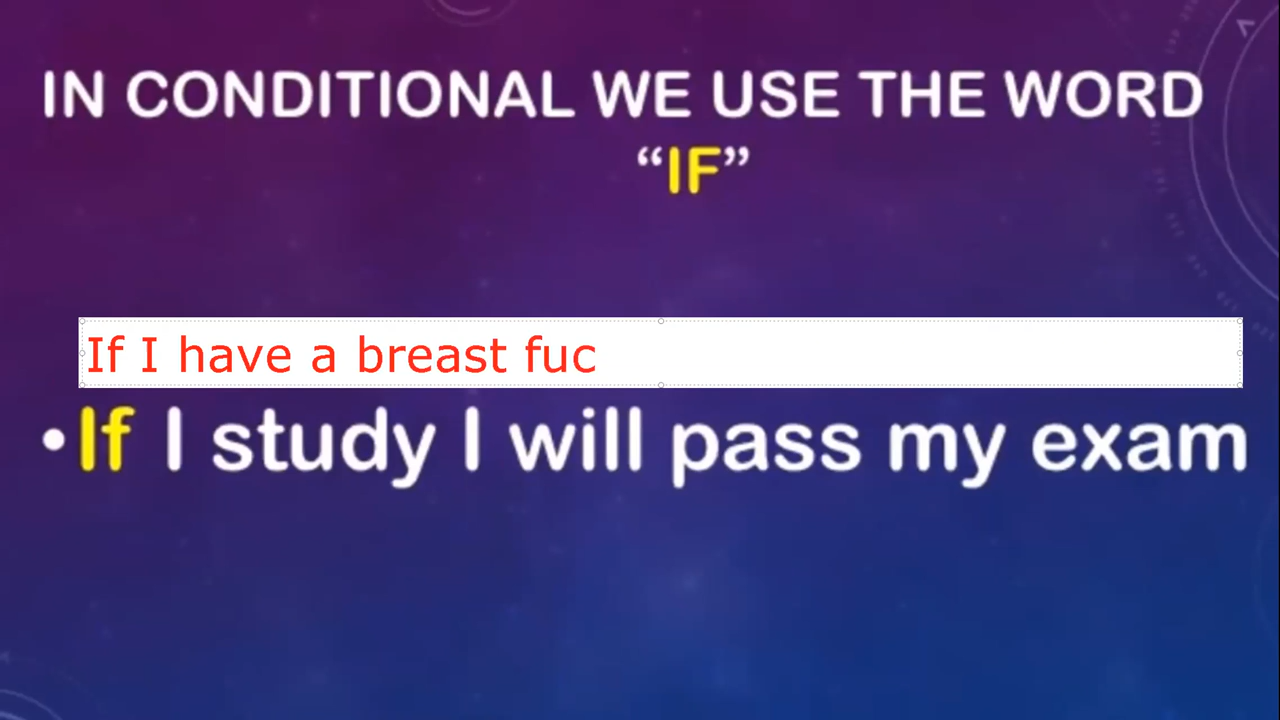 IN CONDITIONAL WE USE THE WORD
“IF”
If I have a breast fuc
•If I study I will pass my exam